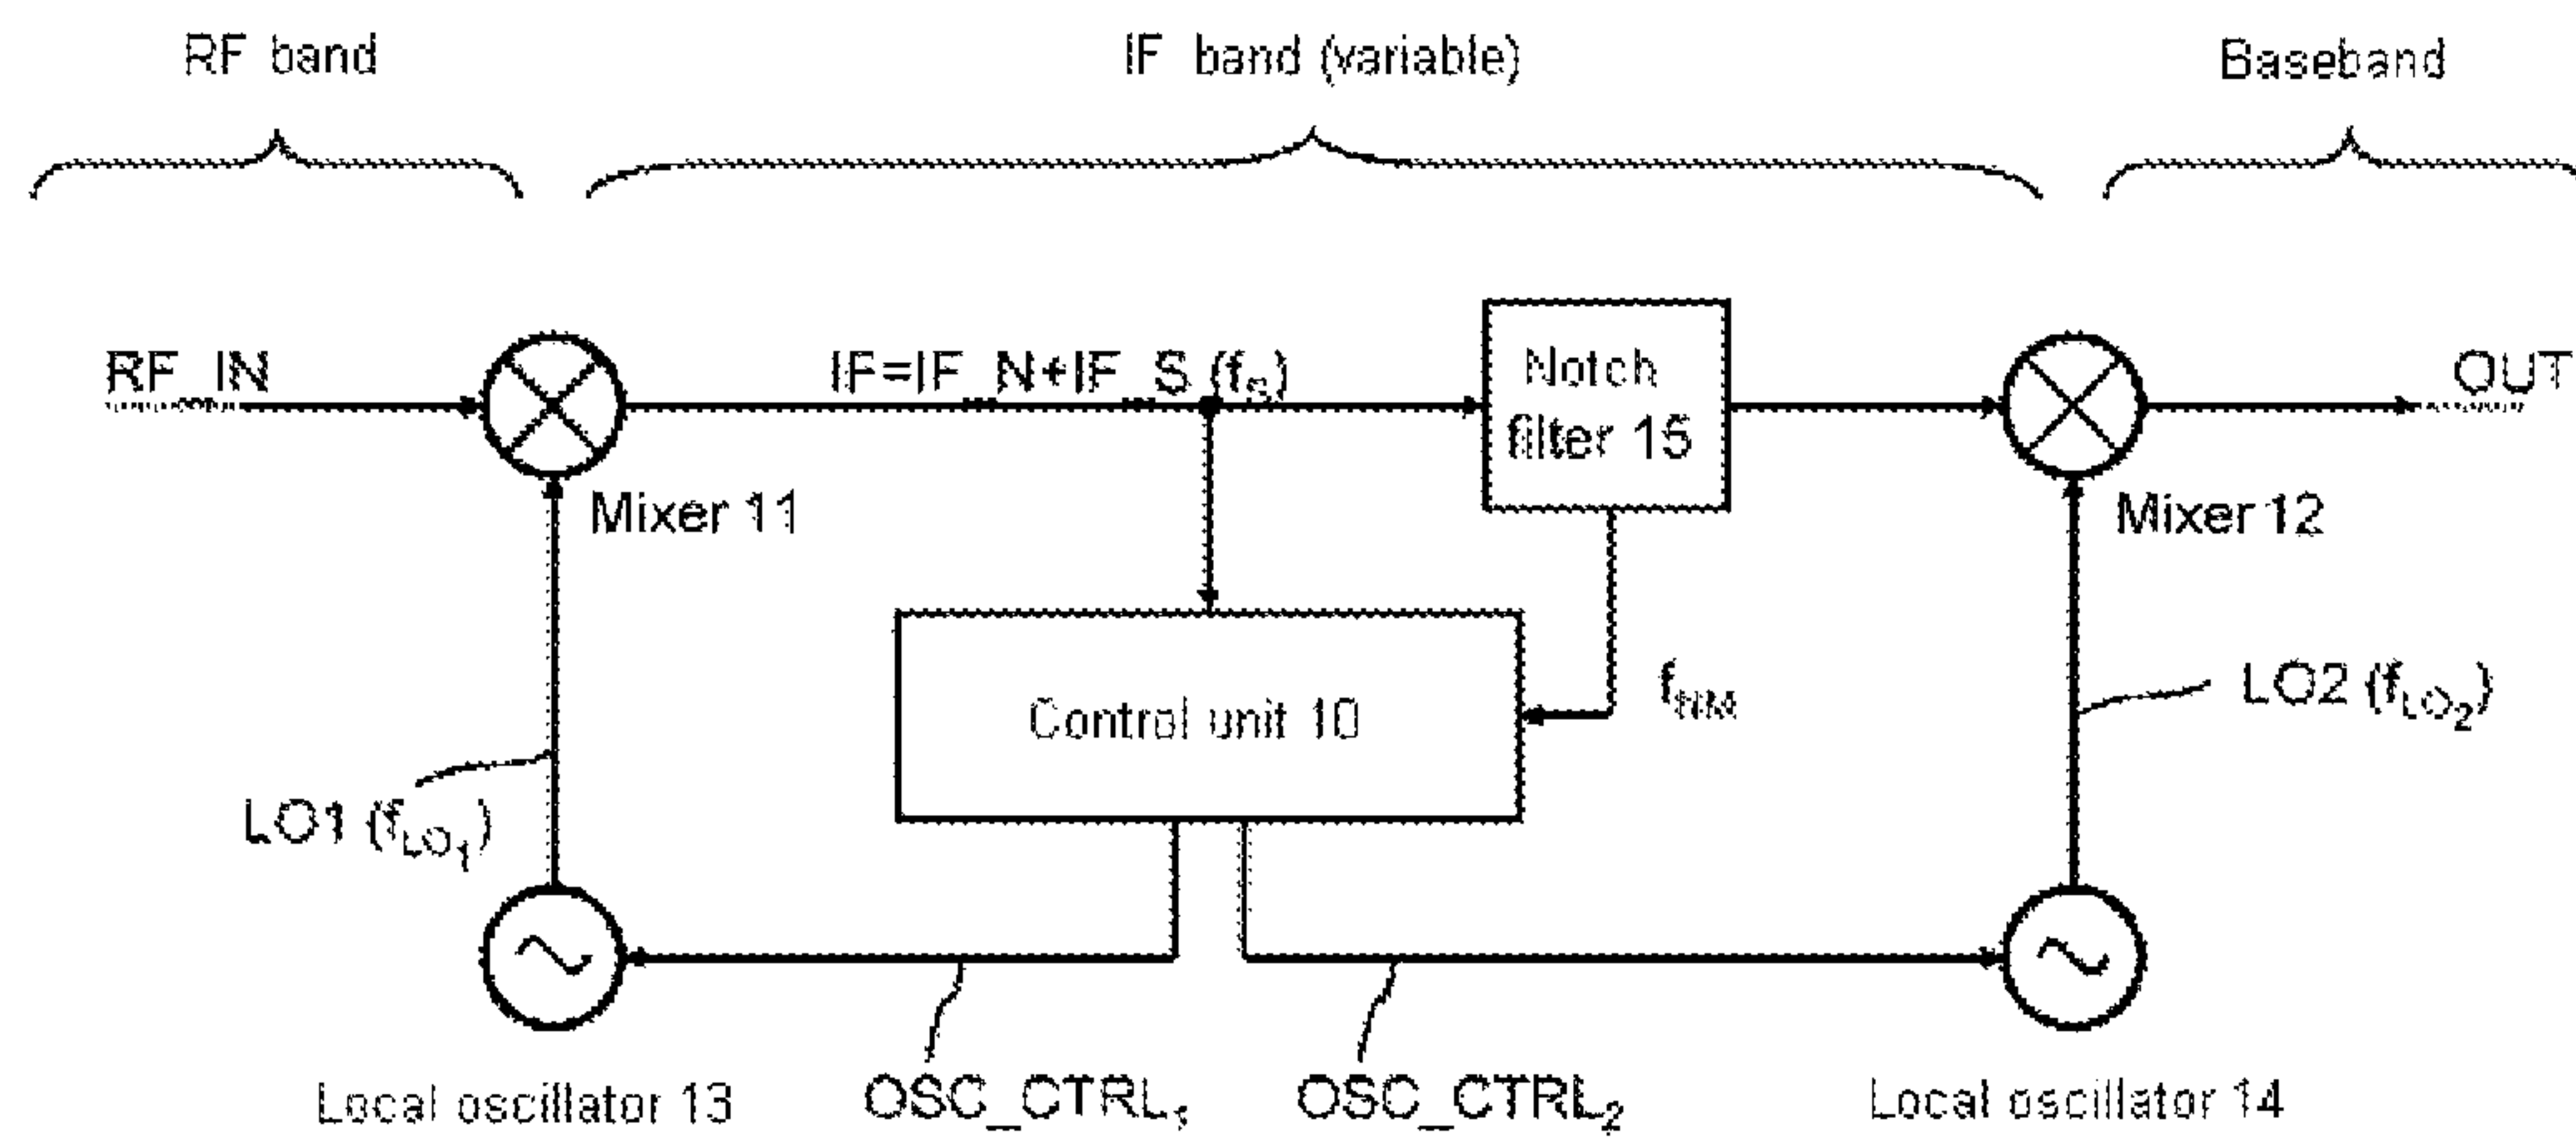 RF band
IF band (variable)
Baseband
RF_IN
IF=IF_N+IF_S (fS)
Notch
filter 15
OUT
Mixer 11
Mixer 12
Control unit 10
fNM
LO1 (fLO1)
LO2 (fLO2)
Local oscillator 13
OSC_CTRL1
OSC_CTRL2
Local oscillator 14